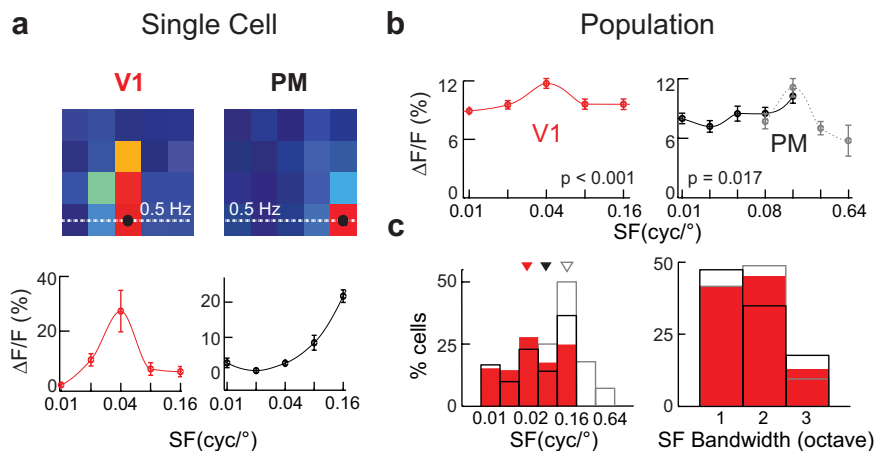 a Single Cell
V1 PM
0.5 Hz 0.5 Hz
ΔF/F (%)
40
20
0
0.01 0.04 0.16
20
10
0
0.01 0.04 0.16
SF(cyc/°)
b Population
ΔF/F (%)
12
6
0
V1
p < 0.001
0.01 0.04 0.16
12
6
0
PM
p = 0.017
0.01 0.08 0.64
SF(cyc/°)
c
% cells
50
25
0
0.01 0.02 0.16 0.64
SF(cyc/°)
50
25
0
1 2 3
SF Bandwidth (octave)